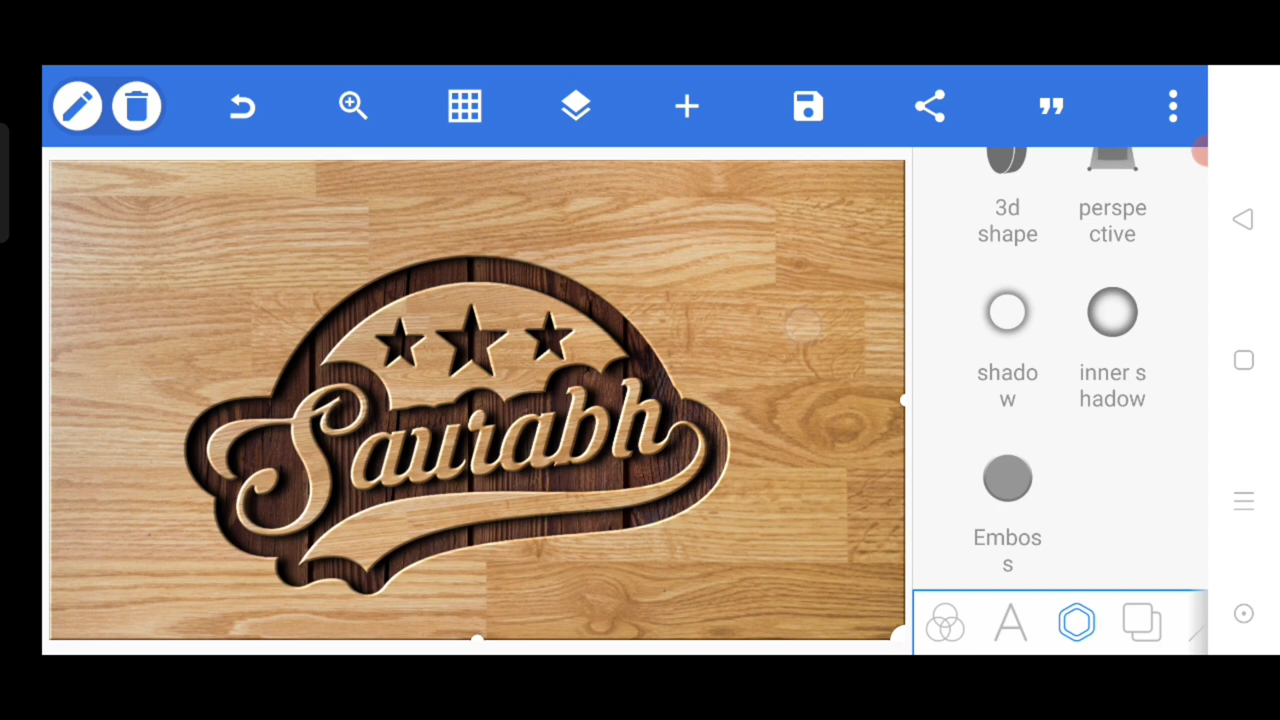 3d
shape
perspe
ctive
shado
w
inner s
hadow
Embos
s
Saurabh